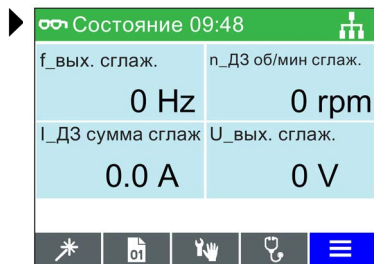 Состояние 09:48
f_вых. сглаж.
n_ДЗ об/мин сглаж.
0 Hz
0 rpm
I_ДЗ сумма сглаж
U_вых. сглаж.
0.0 A
0 V
01